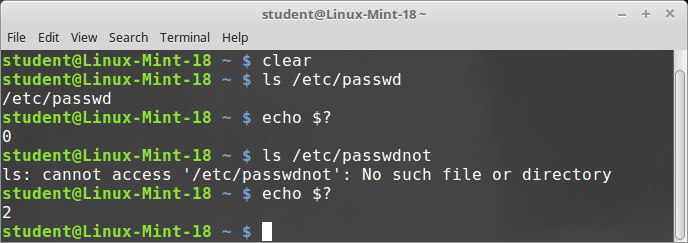 student@Linux-Mint-18 ~
File Edit View Search Terminal Help
student@Linux-Mint-18 ~ $ clear
student@Linux-Mint-18 ~ $ ls /etc/passwd
/etc/passwd
student@Linux-Mint-18 ~ $ echo $?
0
student@Linux-Mint-18 ~ $ ls /etc/passwdnot
ls: cannot access '/etc/passwdnot': No such file or directory
student@Linux-Mint-18 ~ $ echo $?
2
student@Linux-Mint-18 ~ $